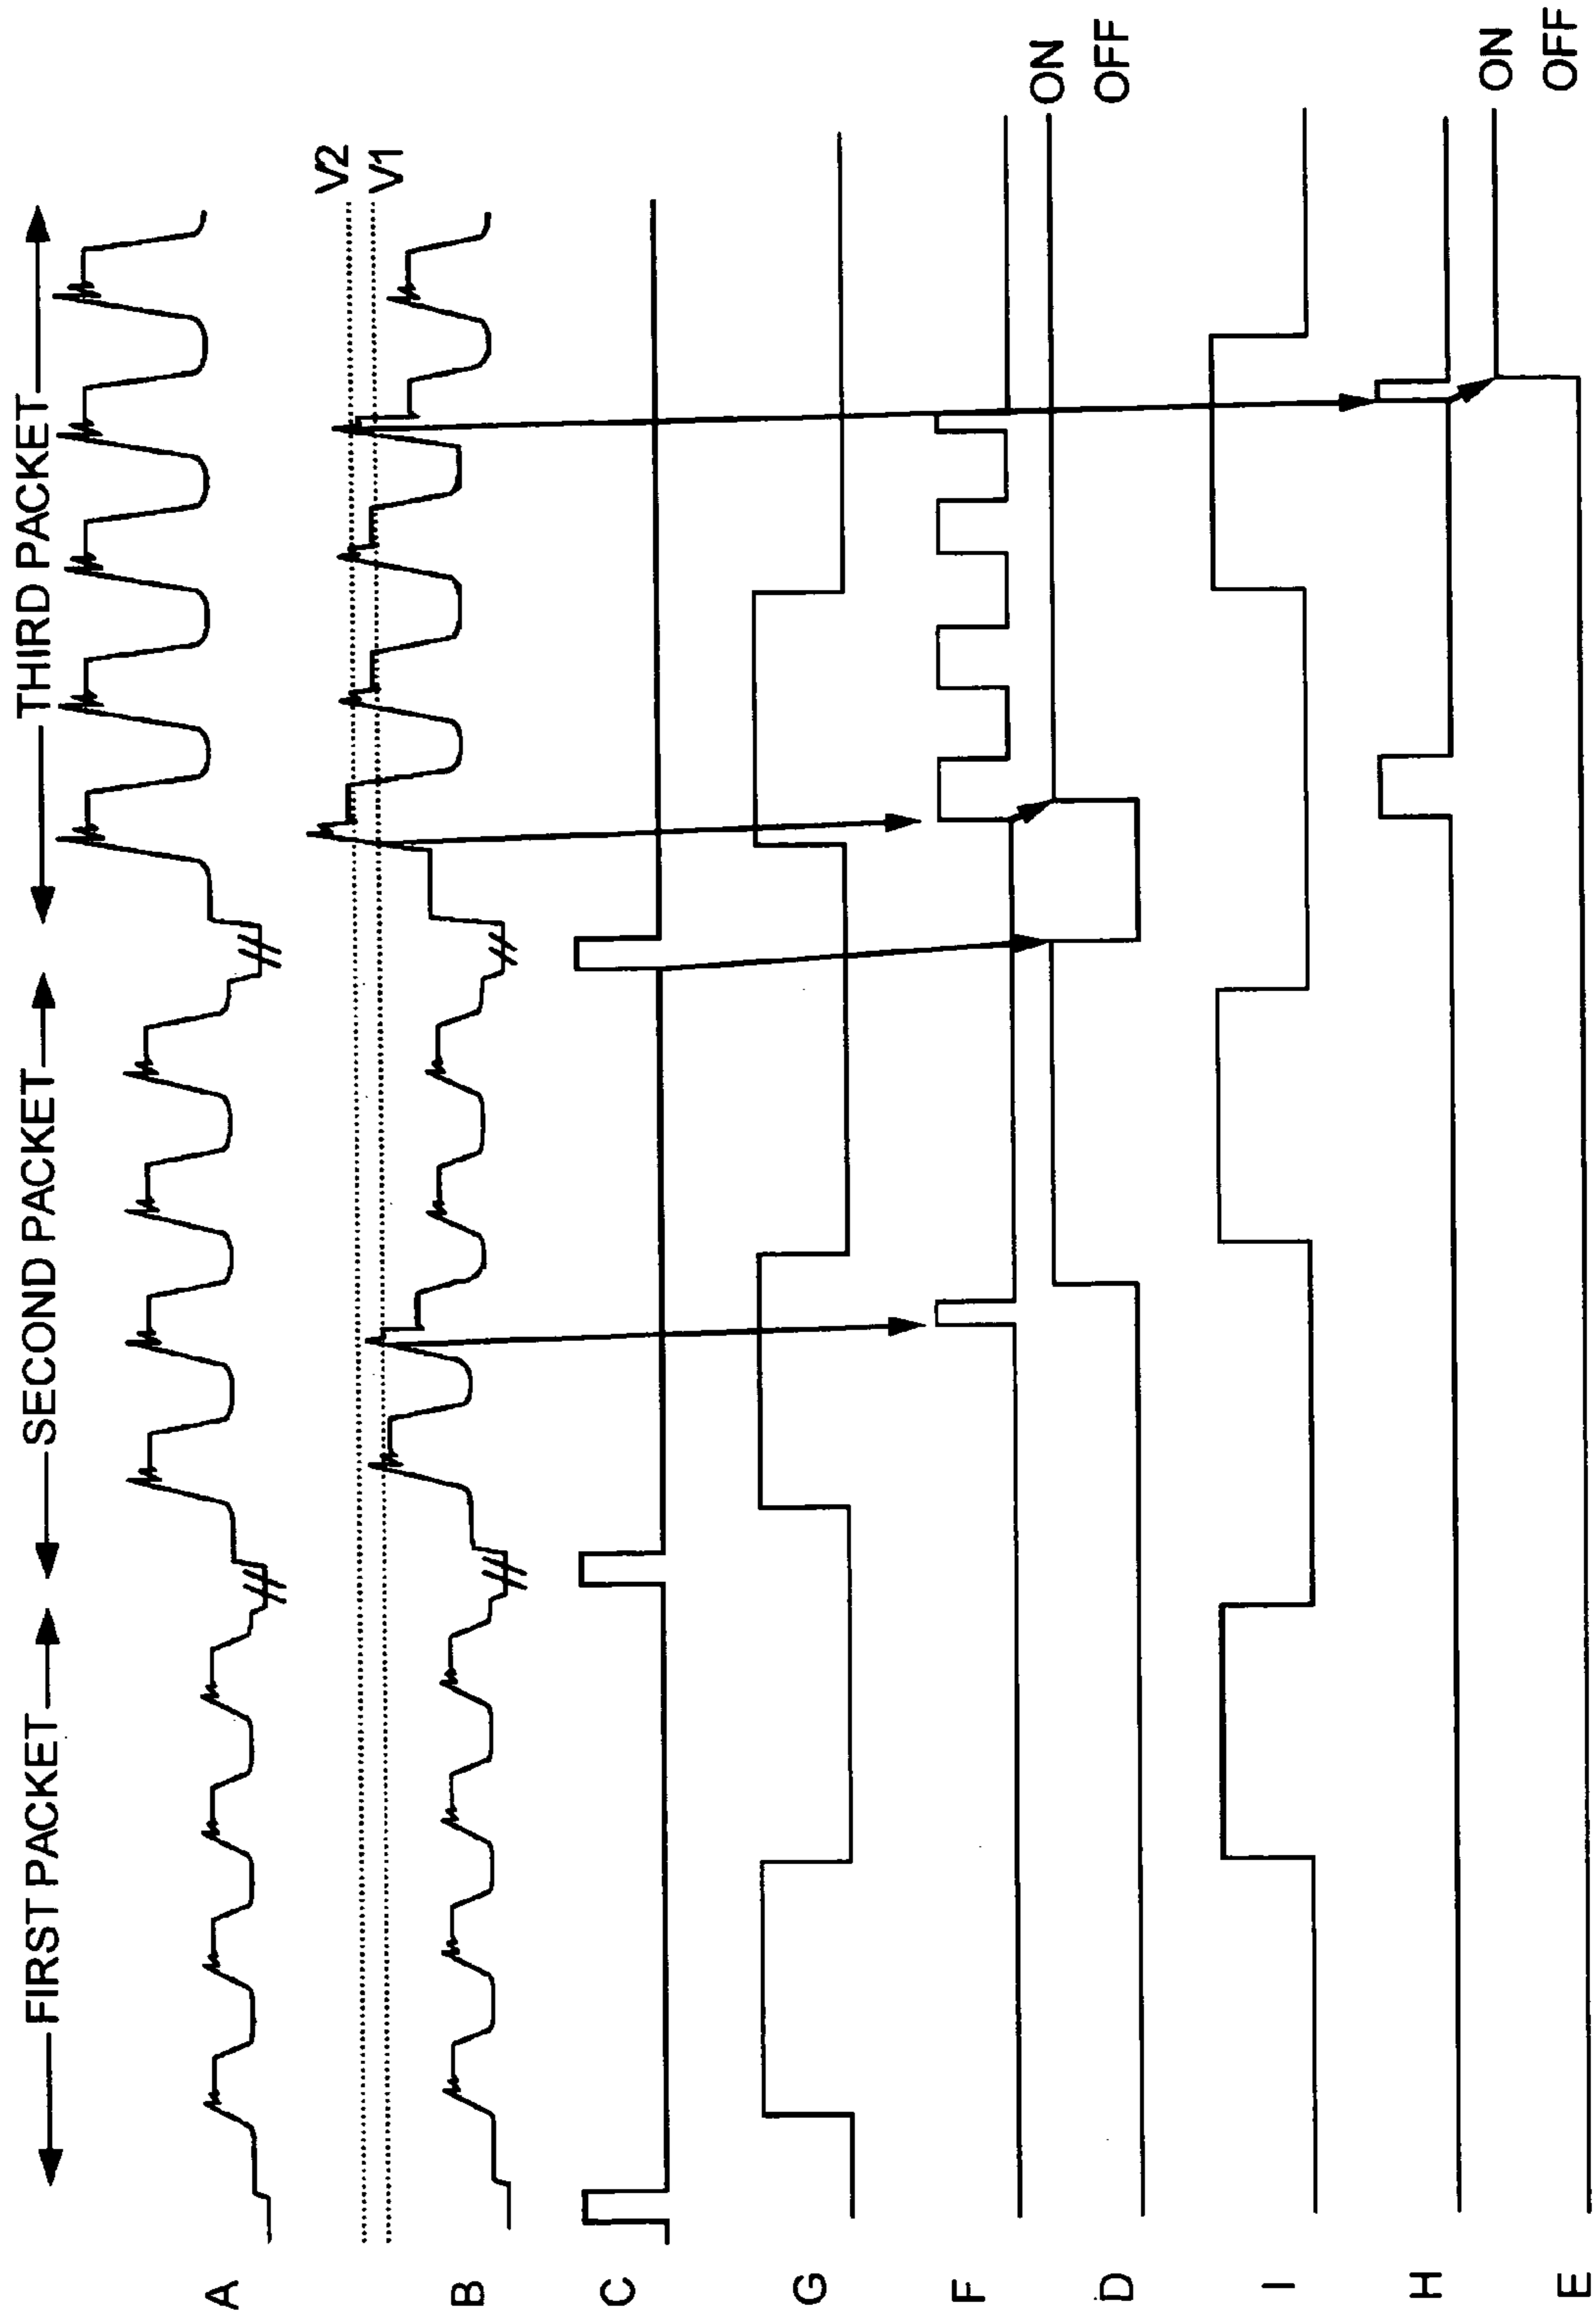 FIRST PACKET
SECOND PACKET
THIRD PACKET
A
V2
V1
B
C
G
F
ON
D
OFF
I
H
ON
E
OFF